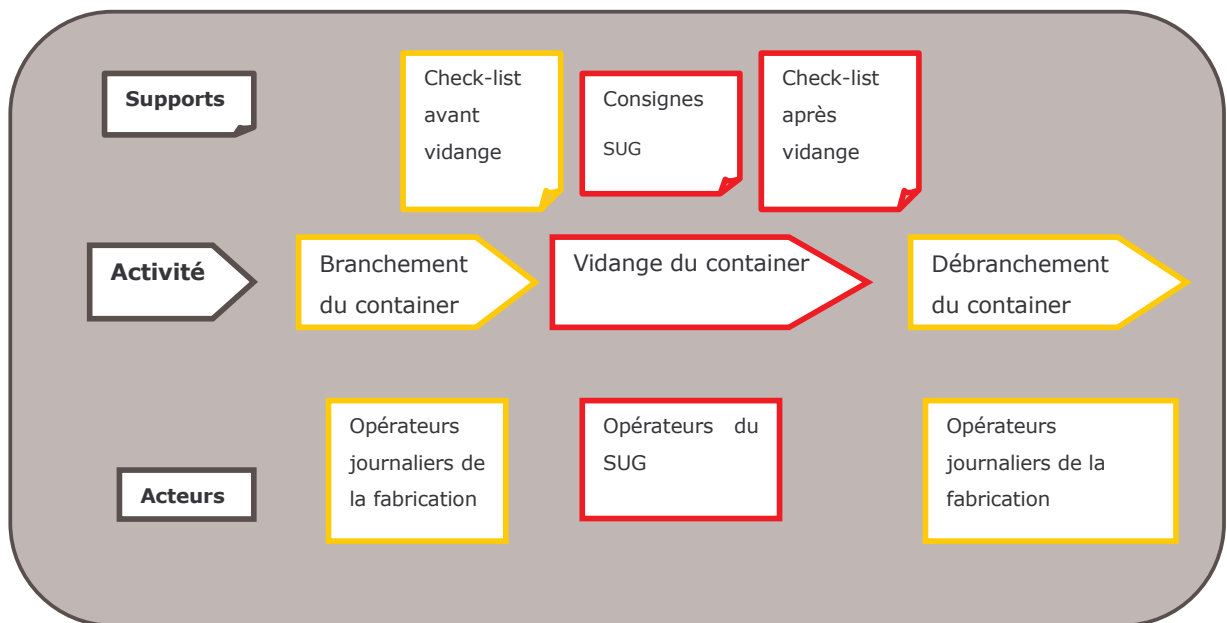 Supports
Check-list
avant
vidange
Consignes
SUG
Check-list
après
vidange
Activité
Branchement
du container
Vidange du container
Débranchement
du container
Acteurs
Opérateurs
journaliers de
la fabrication
Opérateurs du
SUG
Opérateurs
journaliers de la
fabrication